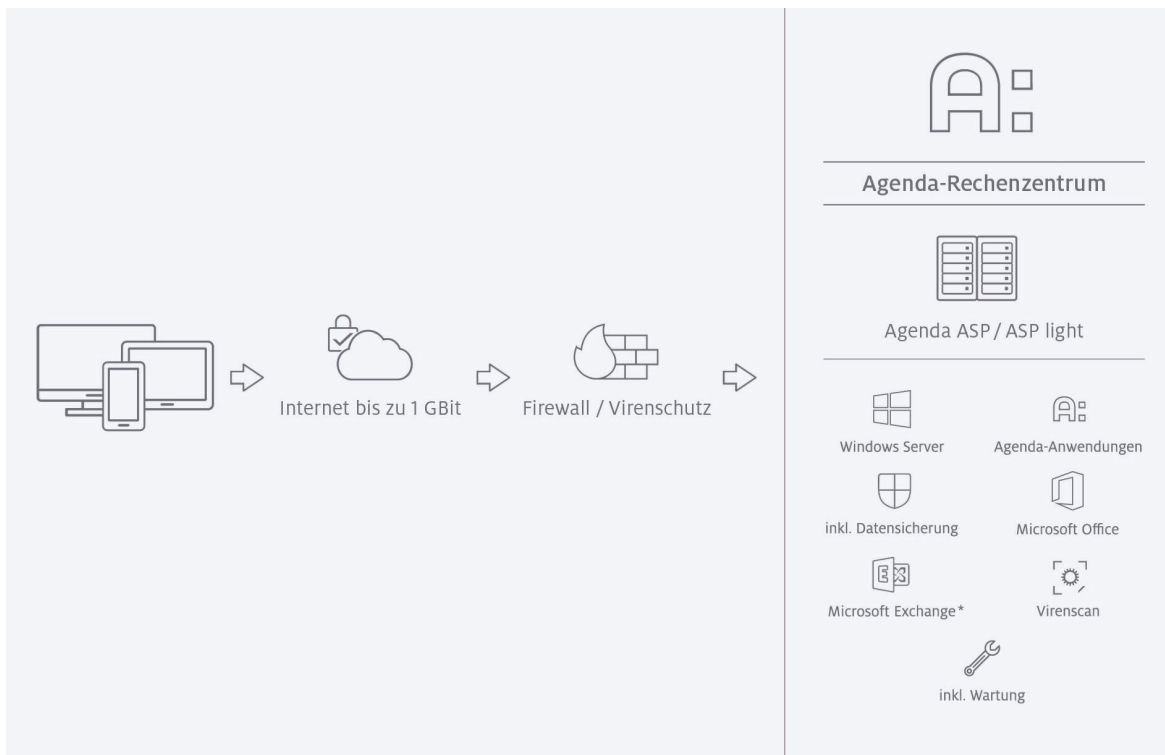 A:
Agenda-Rechenzentrum
Agenda ASP / ASP light
Internet bis zu 1 GBit
Firewall / Virenschutz
Windows Server
Agenda-Anwendungen
inkl. Datensicherung
Microsoft Office
Microsoft Exchange*
Virenscan
inkl. Wartung